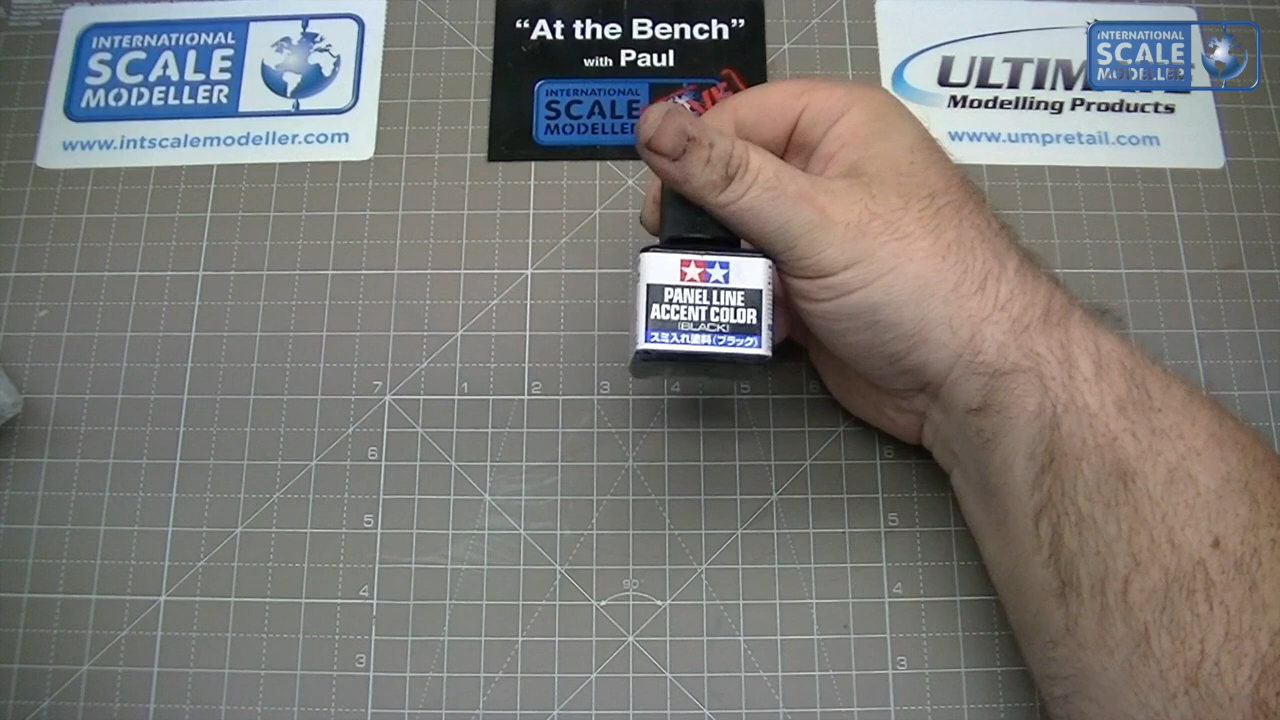 INTERNATIONAL
SCALE
MODELLER
www.intscalemodeller.com
“At the Bench”
with Paul
INTERNATIONAL
SCALE
MODELLER
Modelling Products
www.umpretail.com
INTERNATIONAL
SCALE
MODELLER
PANEL LINE
ACCENT COLOR
(BLACK)
スミ入れ塗料(ブラック)
7 1 2 3 4 5 6
6 6
5 5
4 4
3 3
90°